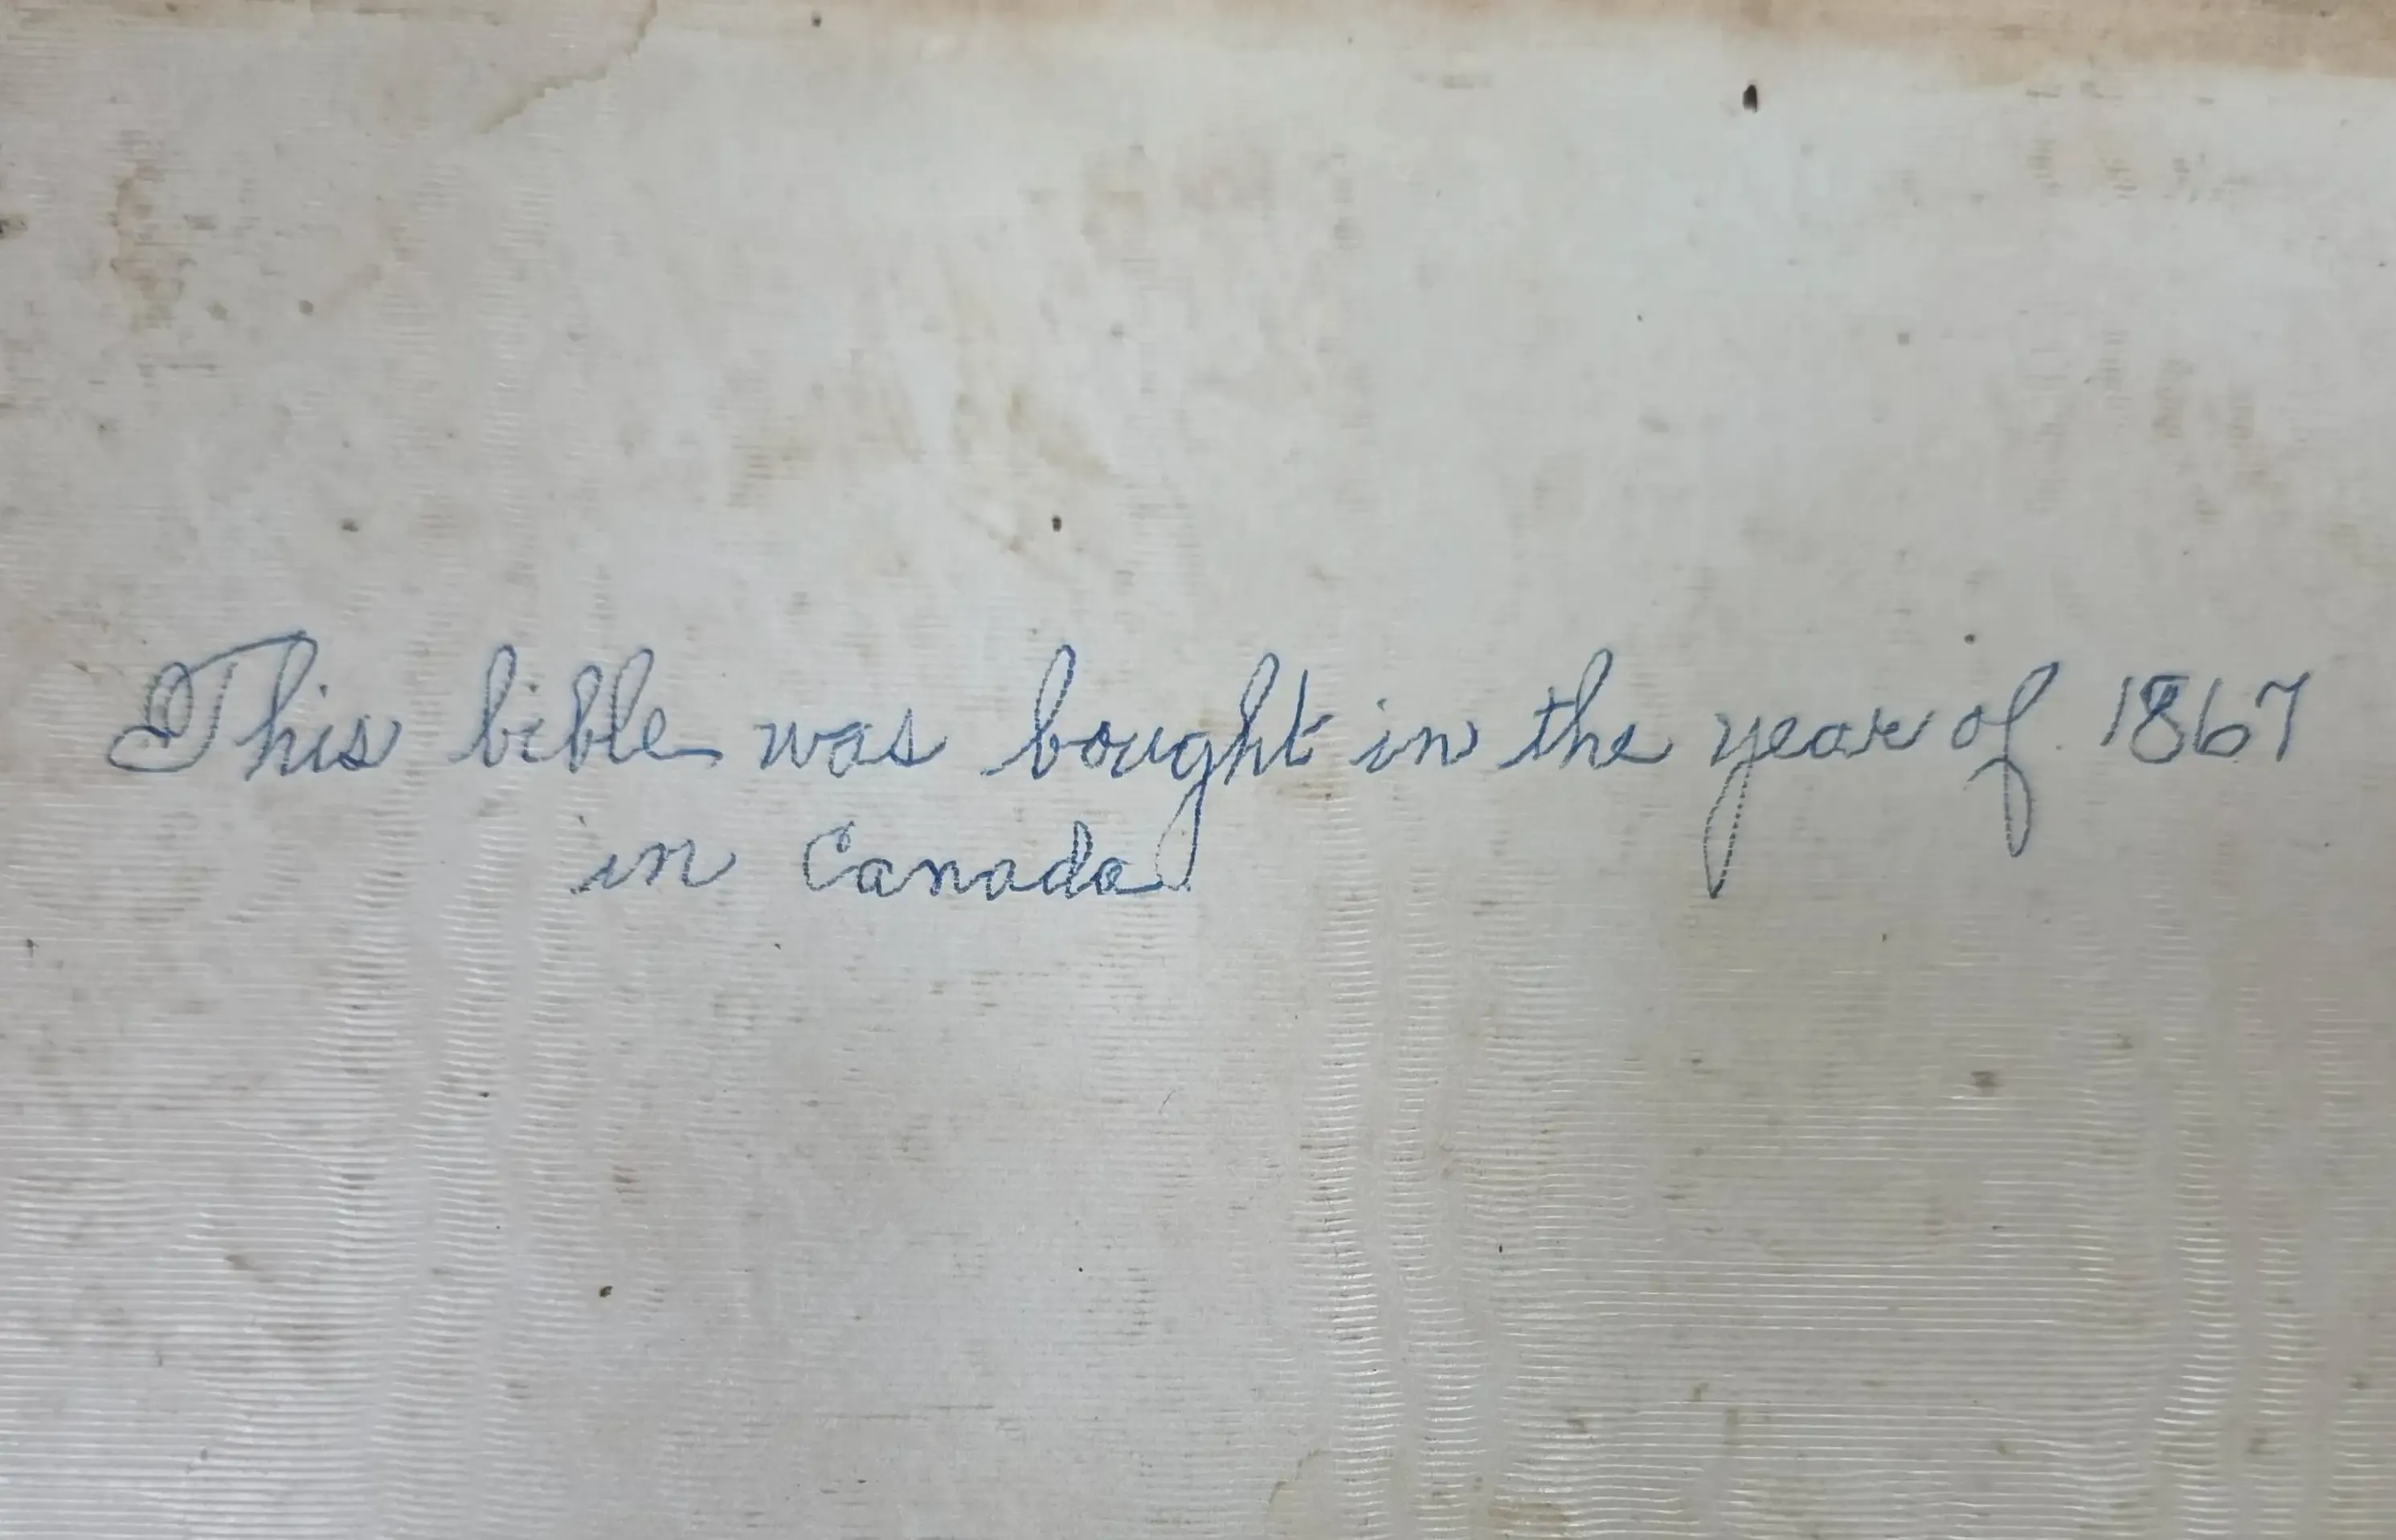 This bible was bought in the year of 1867
in Canada